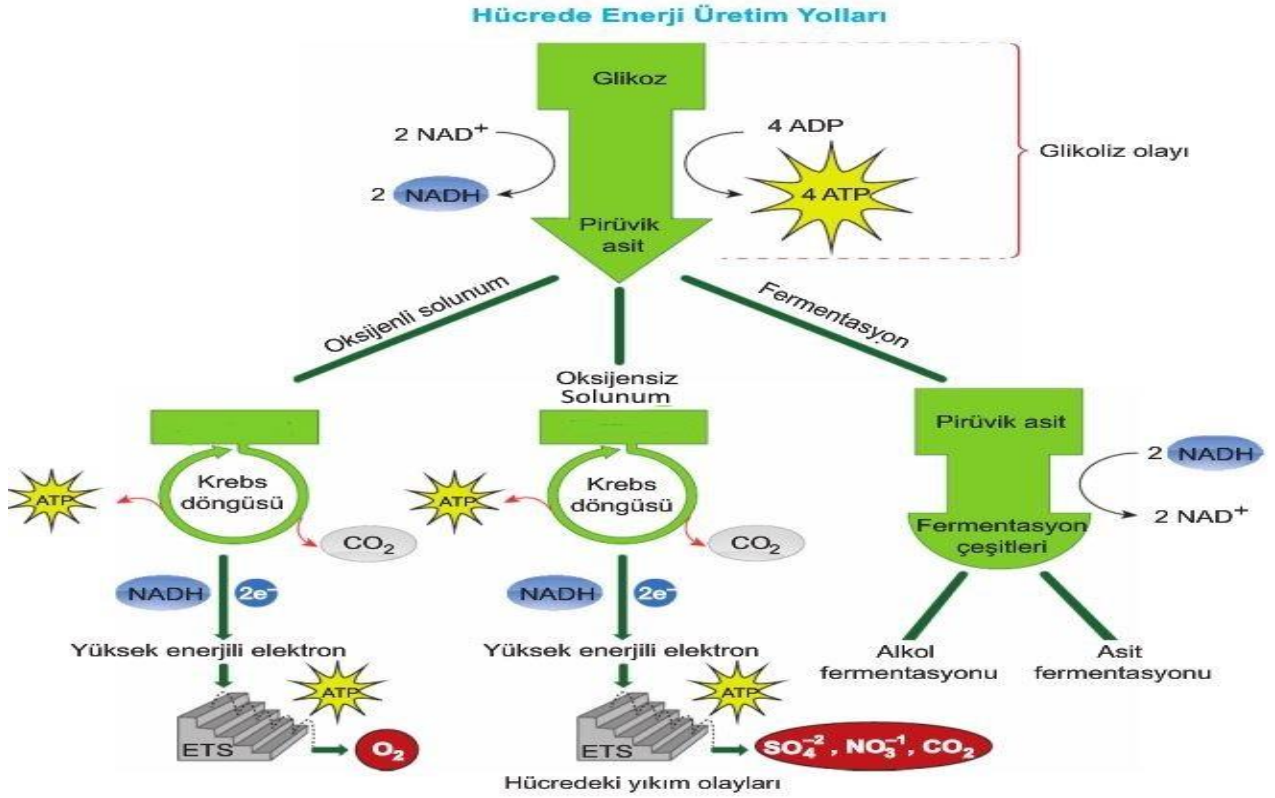 Hücrede Enerji Üretim Yolları
Glikoz
2 NAD⁺
4 ADP
2 NADH
4 ATP
Glikoliz olayı
Pirüvik
asit
Oksijenli solunum
Oksijensiz
Solunum
Fermentasyon
Krebs
döngüsü
ATP
CO₂
NADH
2e⁻
Yüksek enerjili elektron
ATP
ETS
O₂
Krebs
döngüsü
ATP
CO₂
NADH
2e⁻
Yüksek enerjili elektron
ATP
ETS
SO₄⁻², NO₃⁻¹, CO₂
Pirüvik asit
2 NADH
2 NAD⁺
Fermentasyon
çeşitleri
Alkol
fermentasyonu
Asit
fermentasyonu
Hücredeki yıkım olayları